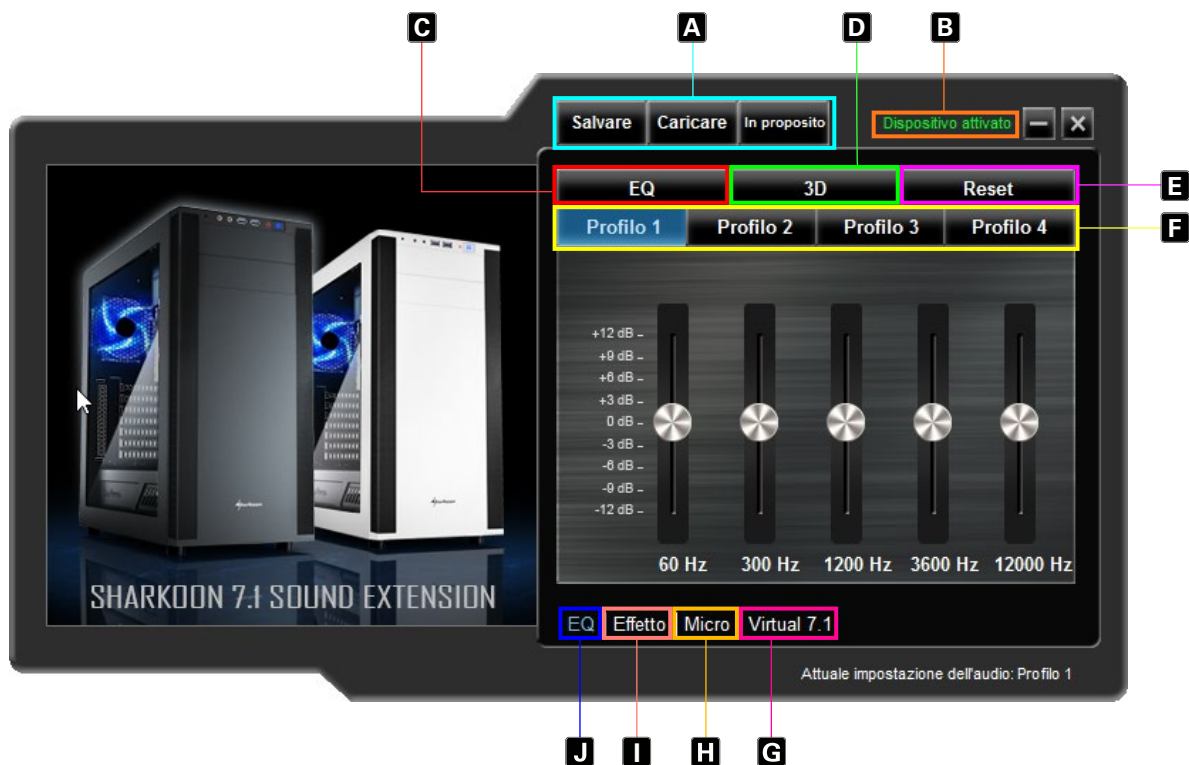 C A D B
Salvare Caricare In proposito Dispositivo attivato
EQ 3D Reset E
Profilo 1 Profilo 2 Profilo 3 Profilo 4 F
+12 dB
+9 dB
+6 dB
+3 dB
0 dB
-3 dB
-6 dB
-9 dB
-12 dB
60 Hz 300 Hz 1200 Hz 3600 Hz 12000 Hz
SHARKOON 7.1 SOUND EXTENSION
EQ Effetto Micro Virtual 7.1
Attuale impostazione dell'audio: Profilo 1
J I H G